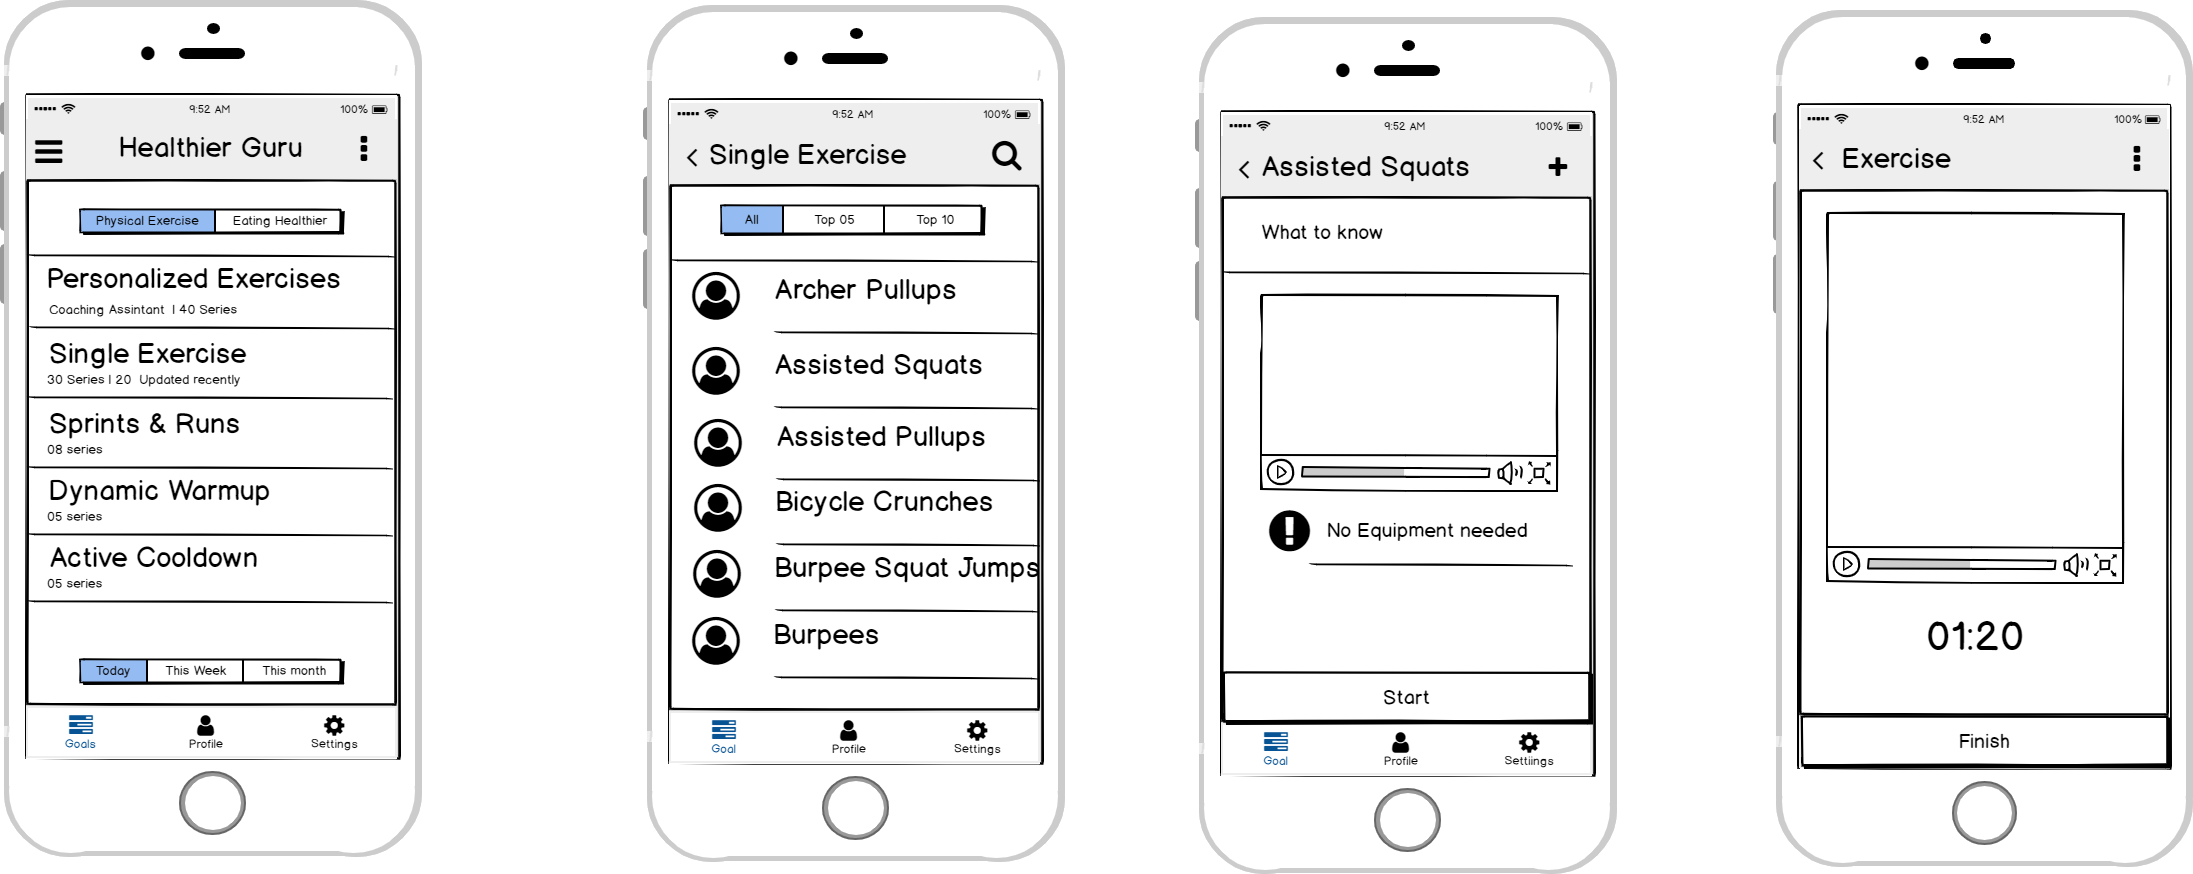 9:52 AM
100%
Healthier Guru
Physical Exercise
Eating Healthier
Personalized Exercises
Coaching Assintant | 40 Series
Single Exercise
30 Series | 20 Updated recently
Sprints & Runs
08 series
Dynamic Warmup
05 series
Active Cooldown
05 series
Today
This Week
This month
Goals
Profile
Settings
9:52 AM
100%
Single Exercise
All
Top 05
Top 10
Archer Pullups
Assisted Squats
Assisted Pullups
Bicycle Crunches
Burpee Squat Jumps
Burpees
Goal
Profile
Settings
9:52 AM
100%
Assisted Squats
What to know
No Equipment needed
Start
Goal
Profile
Settiings
9:52 AM
100%
Exercise
01:20
Finish